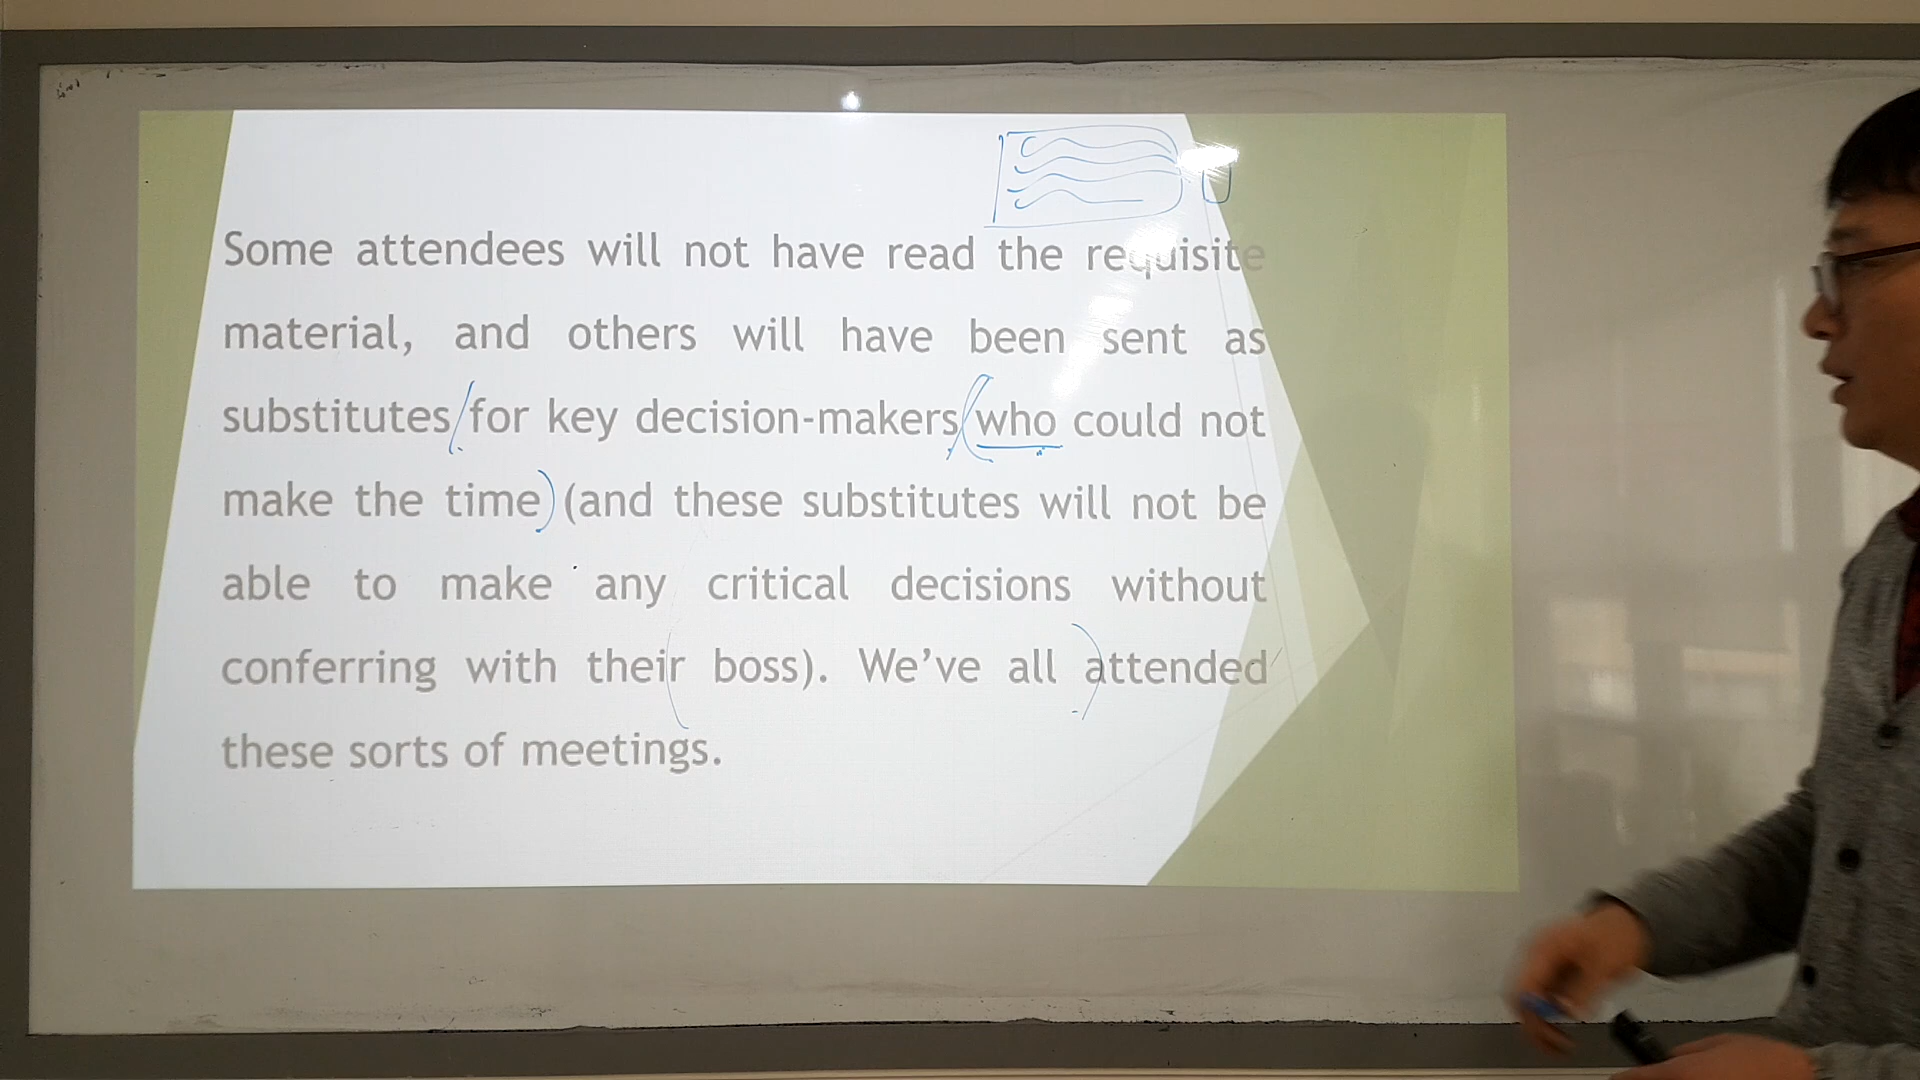 Some attendees will not have read the requisite
material, and others will have been sent as
substitutes for key decision-makers who could not
make the time (and these substitutes will not be
able to make any critical decisions without
conferring with their boss). We've all attended
these sorts of meetings.